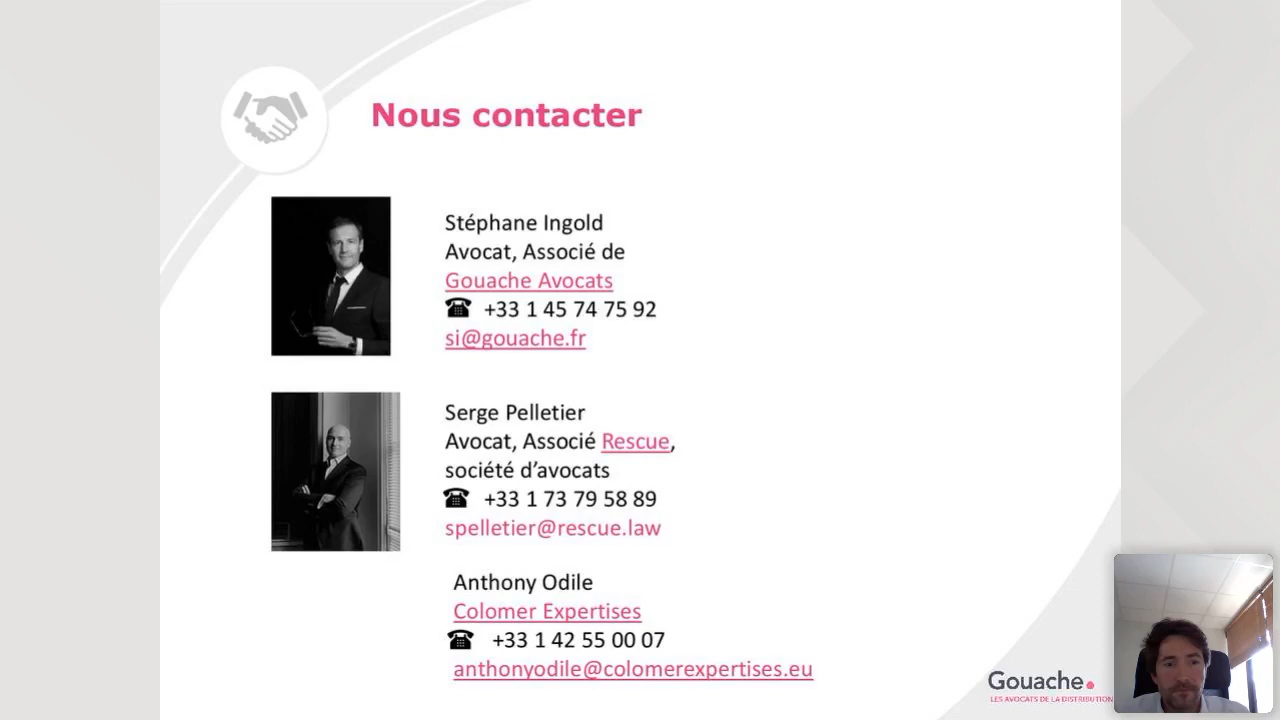 Nous contacter
Stéphane Ingold
Avocat, Associé de
Gouache Avocats
☎ +33 1 45 74 75 92
si@gouache.fr
Serge Pelletier
Avocat, Associé Rescue,
société d’avocats
☎ +33 1 73 79 58 89
spelletier@rescue.law
Anthony Odile
Colomer Expertises
☎ +33 1 42 55 00 07
anthonyodile@colomerexpertises.eu
Gouache.
LES AVOCATS DE LA DISTRIBUTION